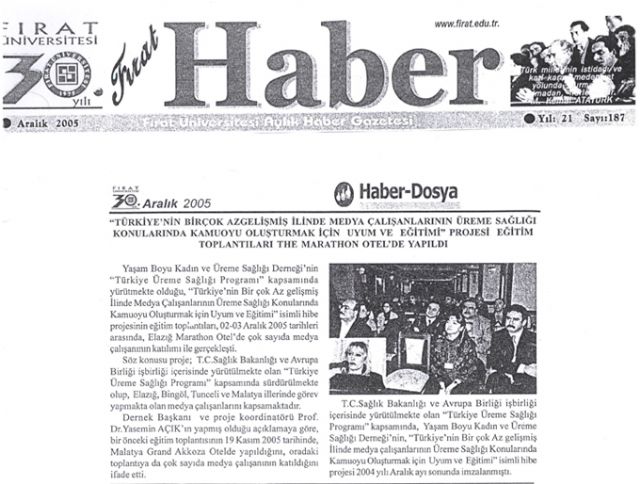 FIRAT
ÜNİVERSİTESİ
30.
yılı
Fırat
Haber
www.firat.edu.tr
Türk milletinin istidadı ve
ATATÜRK
Aralık 2005
Fırat Üniversitesi Aylık Haber Gazetesi
Yıl: 21 Sayı:187
FIRAT
30. Aralık 2005
Haber-Dosya
“TÜRKİYE’NİN BİRÇOK AZGELİŞMİŞ İLİNDE MEDYA ÇALIŞANLARININ ÜREME SAĞLIĞI
KONULARINDA KAMUOYU OLUŞTURMAK İÇİN UYUM VE EĞİTİMİ” PROJESİ EĞİTİM
TOPLANTILARI THE MARATHON OTEL’DE YAPILDI
Yaşam Boyu Kadın ve Üreme Sağlığı Derneği’nin
“Türkiye Üreme Sağlığı Programı” kapsamında
yürütmekte olduğu, “Türkiye’nin Bir çok Az gelişmiş
İlinde Medya Çalışanlarının Üreme Sağlığı Konularında
Kamuoyu Oluşturmak İçin Uyum ve Eğitimi” isimli hibe
projesinin eğitim toplantıları, 02-03 Aralık 2005 tarihleri
arasında, Elazığ Marathon Otel’de çok sayıda medya
çalışanının katılımı ile gerçekleşti.
Söz konusu proje; T.C.Sağlık Bakanlığı ve Avrupa
Birliği işbirliği içerisinde yürütülmekte olan “Türkiye
Üreme Sağlığı Programı” kapsamında sürdürülmekte
olup, Elazığ, Bingöl, Tunceli ve Malatya illerinde görev
yapmakta olan medya çalışanlarını kapsamaktadır.
Dernek Başkanı ve proje koordinatörü Prof.
Dr.Yasemin AÇIK’ın yapmış olduğu açıklamaya göre,
bir önceki eğitim toplantısının 19 Kasım 2005 tarihinde,
Malatya Grand Akkoza Otelde yapıldığını, oradaki
toplantıya da çok sayıda medya çalışanının katıldığını
ifade etti.
T.C.Sağlık Bakanlığı ve Avrupa Birliği işbirliği
içerisinde yürütülmekte olan “Türkiye Üreme Sağlığı
Programı” kapsamında, Yaşam Boyu Kadın ve Üreme
Sağlığı Derneği’nin, “Türkiye’nin Bir çok Az gelişmiş
İlinde medya çalışanlarının Üreme Sağlığı Konularında
Kamuoyu Oluşturmak İçin Uyum ve Eğitimi” isimli hibe
projesi 2004 yılı Aralık ayı sonunda imzalanmıştı.